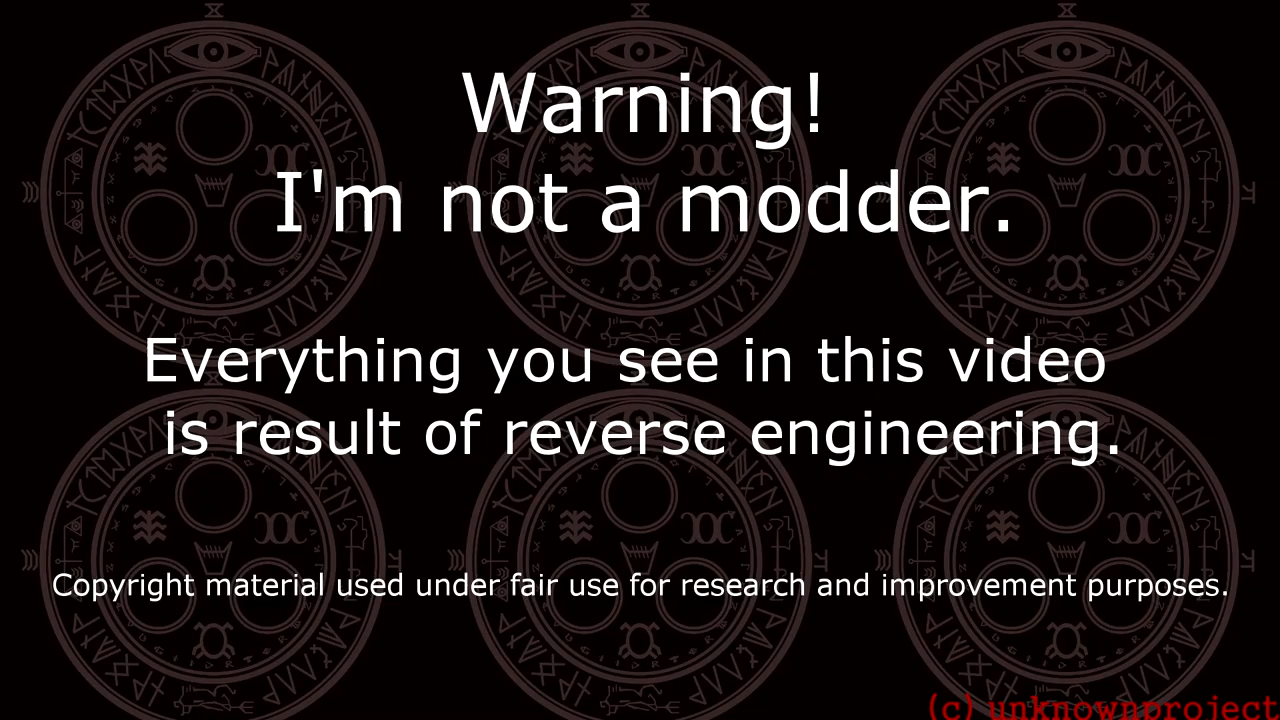 Warning!
I'm not a modder.
Everything you see in this video
is result of reverse engineering.
Copyright material used under fair use for research and improvement purposes.
(c) unknownproject